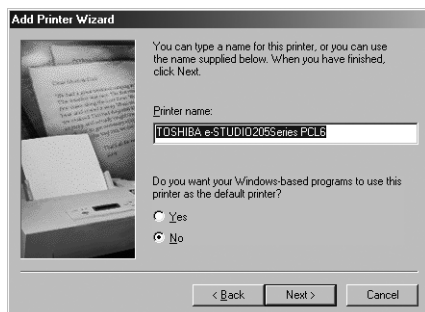 Add Printer Wizard
You can type a name for this printer, or you can use
the name supplied below. When you have finished,
click Next.
Printer name:
TOSHIBA e-STUDIO205Series PCL6
Do you want your Windows-based programs to use this
printer as the default printer?
Yes
No
< Back
Next >
Cancel